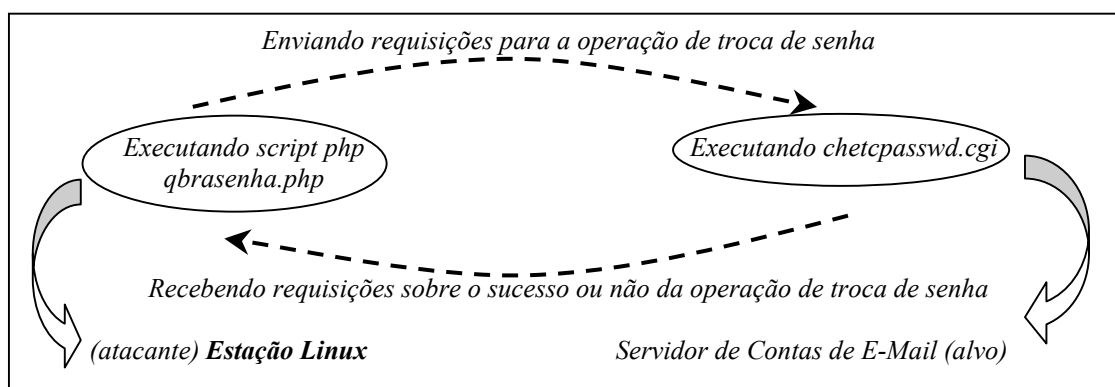 Enviando requisições para a operação de troca de senha
Executando script php
qbrasenha.php
Executando chetcpasswd.cgi
Recebendo requisições sobre o sucesso ou não da operação de troca de senha
(atacante) Estação Linux
Servidor de Contas de E-Mail (alvo)